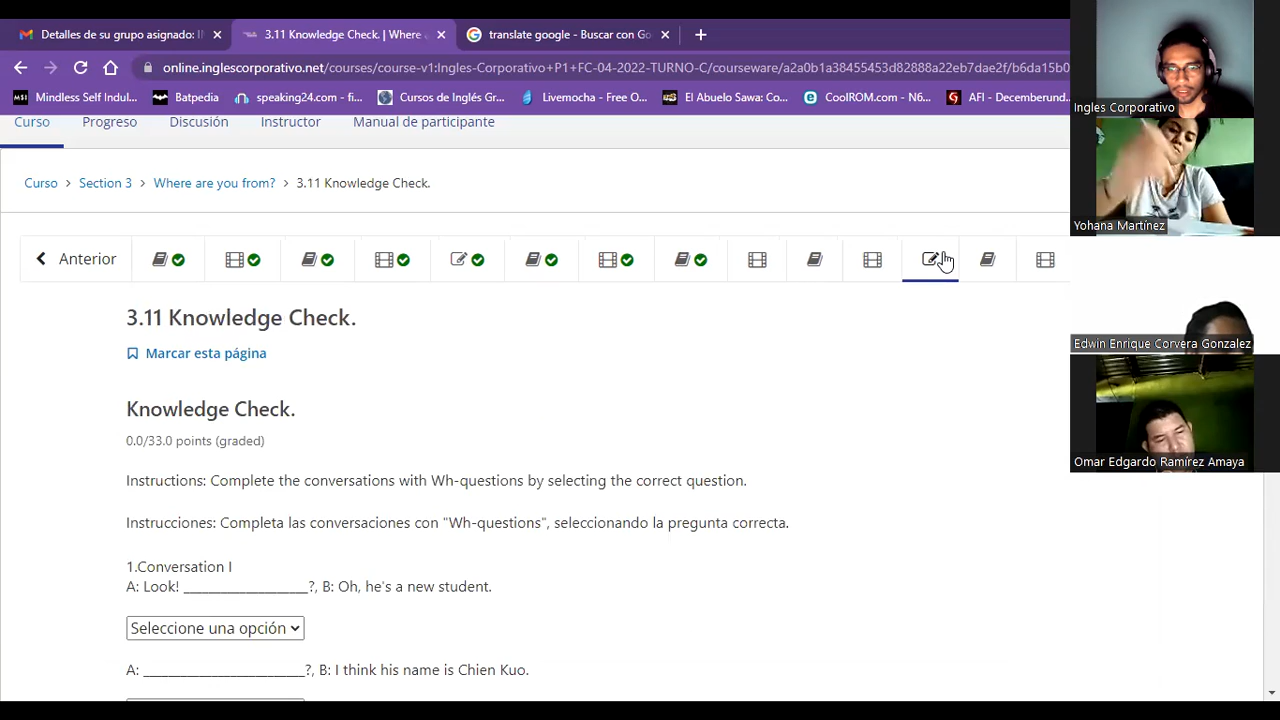 Detalles de su grupo asignado: I
3.11 Knowledge Check. | Where
translate google - Buscar con Go
online.inglescorporativo.net/courses/course-v1:Inglescorporativo+P1+FC-04-2022-TURNO-C/courseware/a2a0b1a38455453d82888a22eb7dae2f/b6da15b0
Mindless Self Indul...
Batpedia
speaking24.com - fi...
Cursos de Inglés:...
Livemocha - Free O...
El Abuelo Sawa: Co...
CoolROM.com - N6...
AFI - Decemberund...
Curso
Progreso
Discusión
Instructor
Manual de participante
Curso > Section 3 > Where are you from? > 3.11 Knowledge Check.
Anterior
3.11 Knowledge Check.
Marcar esta página
Knowledge Check.
0.0/33.0 points (graded)
Instructions: Complete the conversations with Wh-questions by selecting the correct question.
Instrucciones: Completa las conversaciones con "Wh-questions", seleccionando la pregunta correcta.
1.Conversation I
A: Look! ____________________?, B: Oh, he's a new student.
Seleccione una opción
A: __________________________?, B: I think his name is Chien Kuo.
Ingles Corporativo
Yohana Martínez
Edwin Enrique Corvera Gonzalez
Omar Edgardo Ramírez Amaya